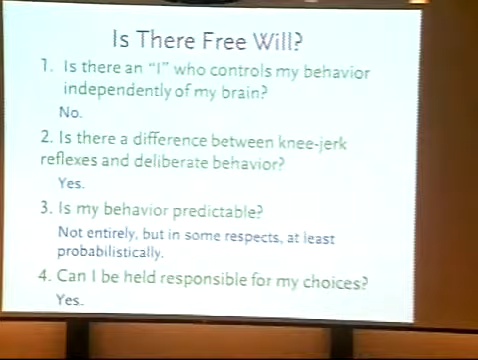 Is There Free Will?
1. Is there an "I" who controls my behavior
independently of my brain?
No.
2. Is there a difference between knee-jerk
reflexes and deliberate behavior?
Yes.
3. Is my behavior predictable?
Not entirely, but in some respects, at least
probabilistically.
4. Can I be held responsible for my choices?
Yes.